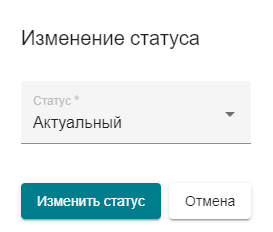 Изменение статуса
Статус *
Актуальный
Изменить статус
Отмена